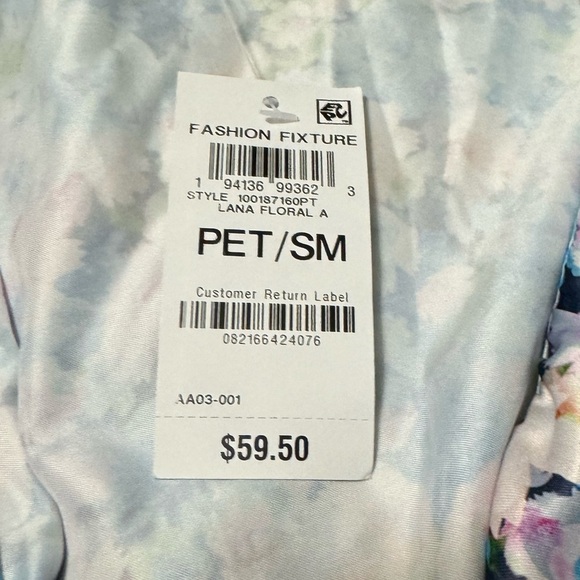 FASHION FIXTURE
1 94136 99362 3
STYLE 100187160PT
LANA FLORAL A
PET/SM
Customer Return Label
082166424076
AA03-001
$59.50